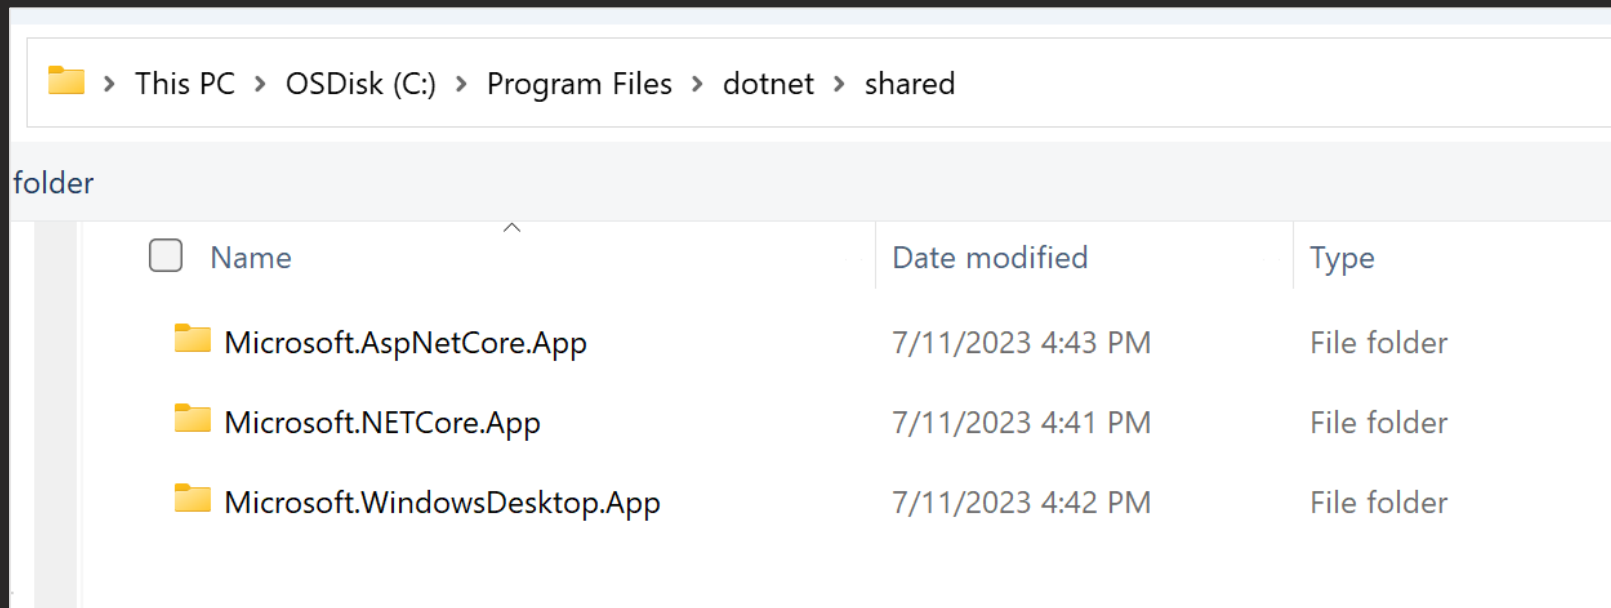 This PC > OSDisk (C:) > Program Files > dotnet > shared
folder
Name Date modified Type
Microsoft.AspNetCore.App 7/11/2023 4:43 PM File folder
Microsoft.NETCore.App 7/11/2023 4:41 PM File folder
Microsoft.WindowsDesktop.App 7/11/2023 4:42 PM File folder